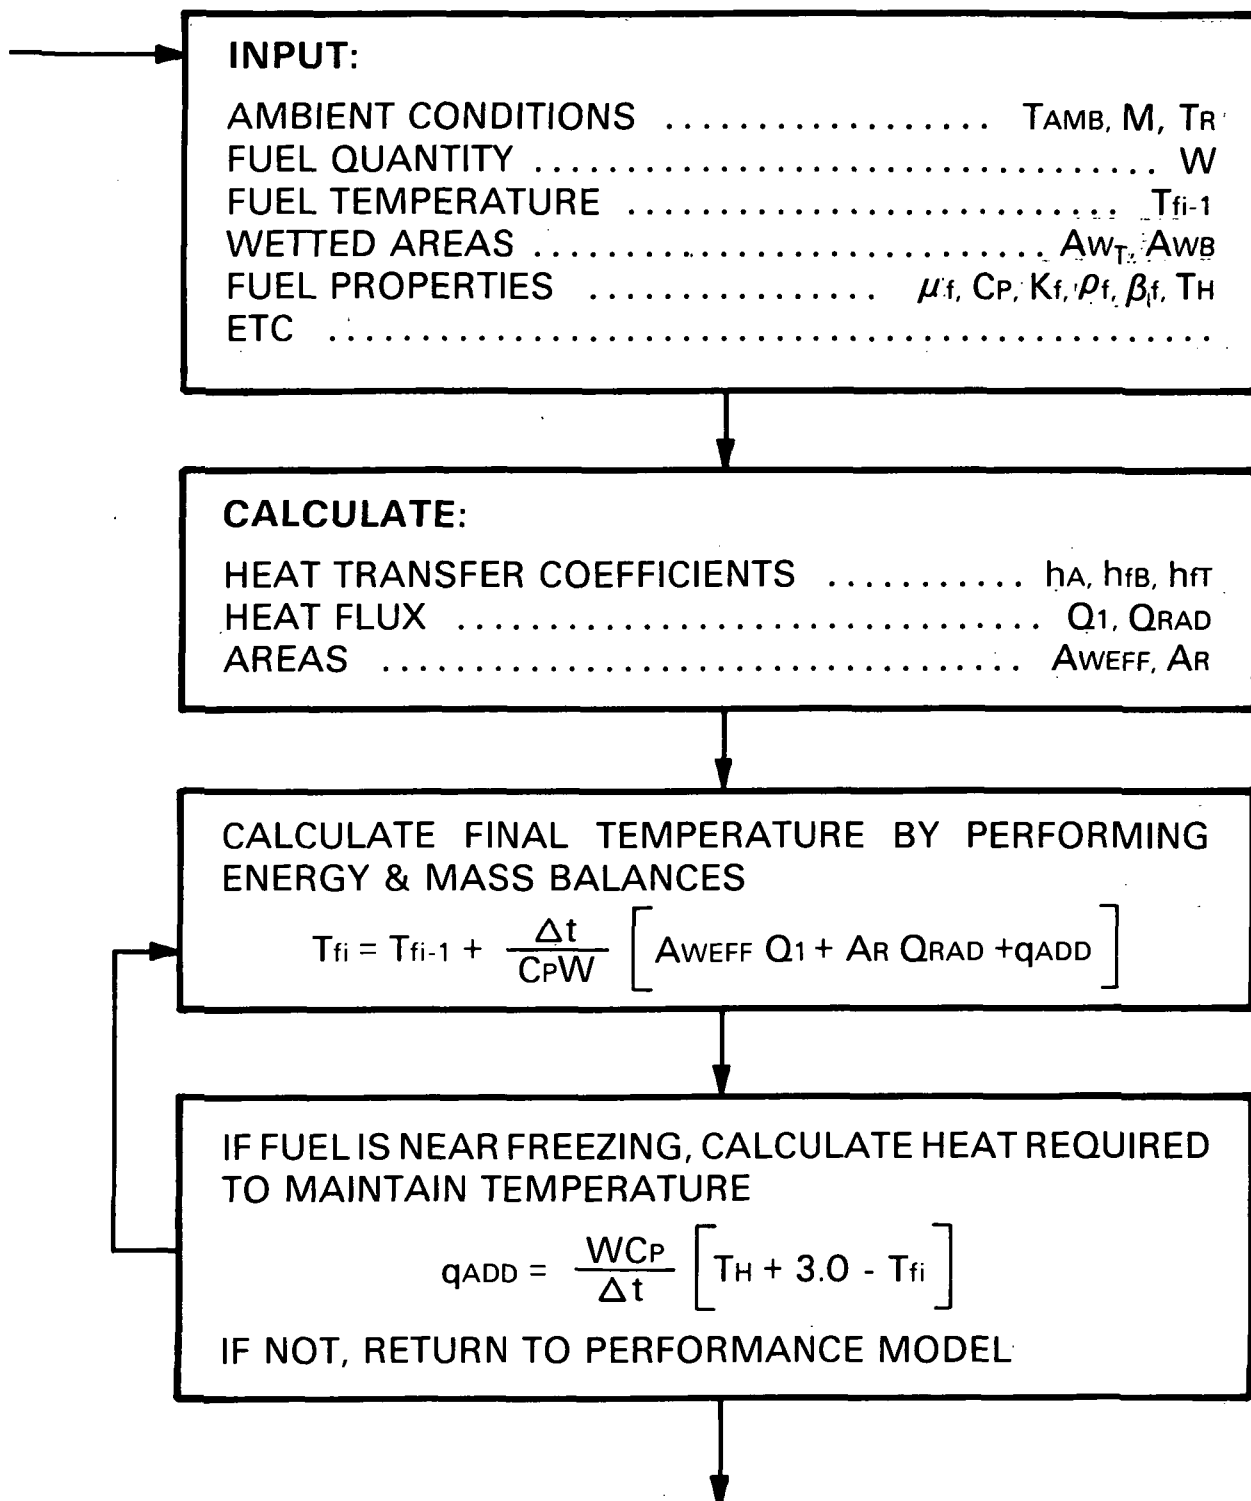 INPUT:
AMBIENT CONDITIONS .................. TAMB, M, TR
FUEL QUANTITY ................................... W
FUEL TEMPERATURE ............................ Tfi-1
WETTED AREAS .............................. AWT, AWB
FUEL PROPERTIES ................ μf, CP, Kf, ρf, βf, TH
ETC ..................................................
CALCULATE:
HEAT TRANSFER COEFFICIENTS ........... hA, hfB, hfT
HEAT FLUX ................................. Q1, QRAD
AREAS .................................... AWEFF, AR
CALCULATE FINAL TEMPERATURE BY PERFORMING
ENERGY & MASS BALANCES
Tfi = Tfi-1 + Δt / CPW [ AWEFF Q1 + AR QRAD +qADD ]
IF FUEL IS NEAR FREEZING, CALCULATE HEAT REQUIRED
TO MAINTAIN TEMPERATURE
qADD = WCP / Δt [ TH + 3.0 - Tfi ]
IF NOT, RETURN TO PERFORMANCE MODEL